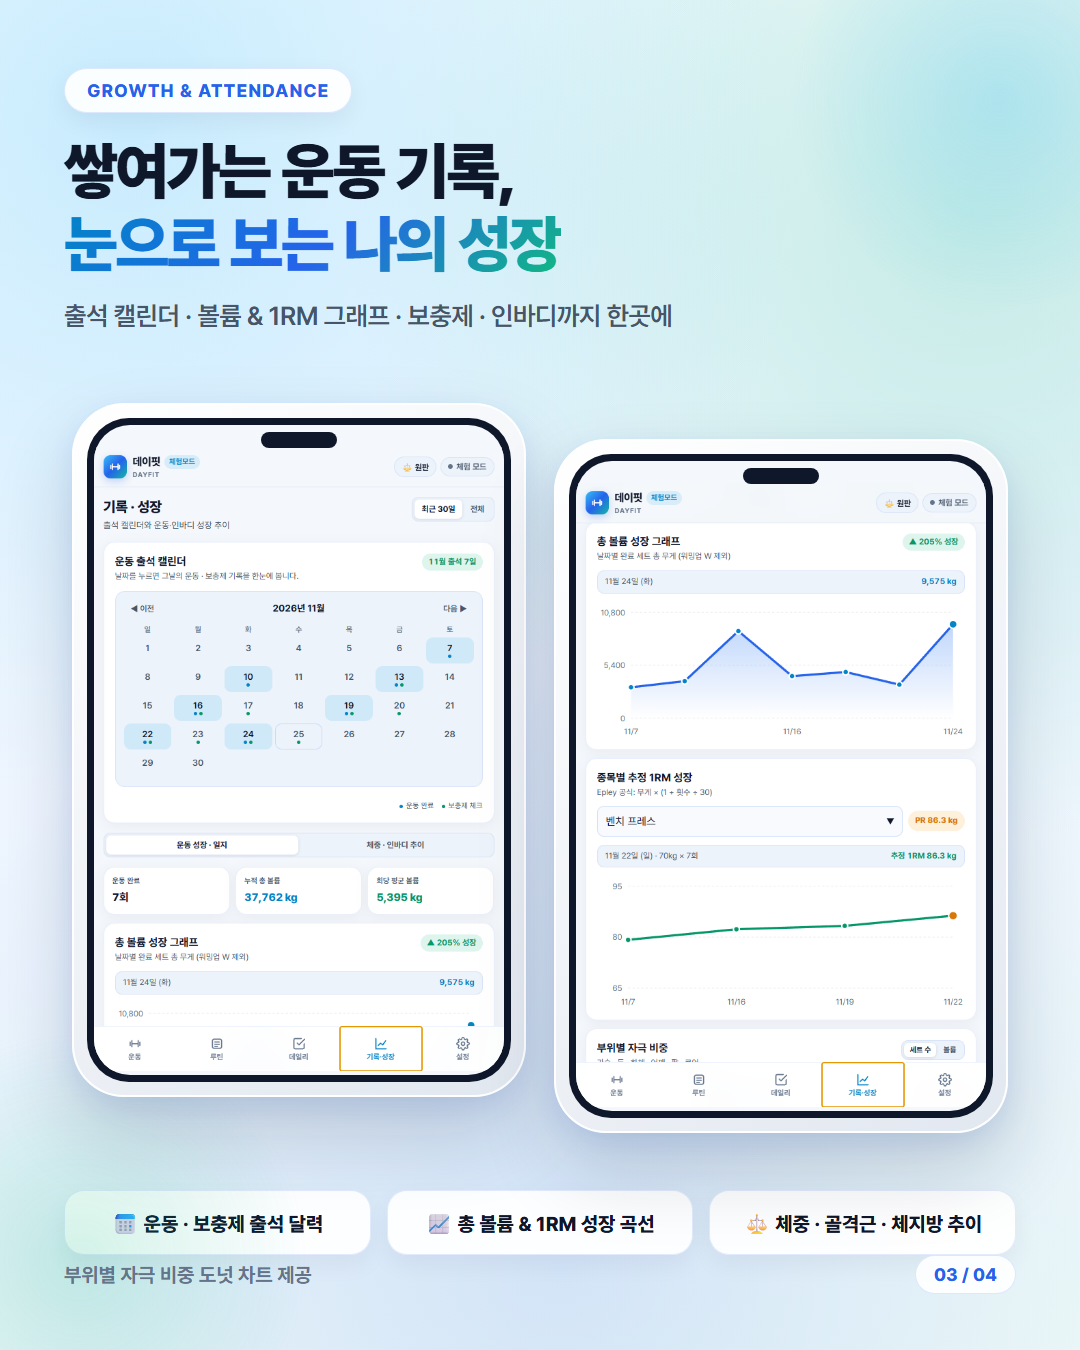 GROWTH & ATTENDANCE
쌓여가는 운동 기록,
눈으로 보는 나의 성장
출석 캘린더 · 볼륨 & 1RM 그래프 · 보충제 · 인바디까지 한곳에
데이핏 체험모드
DAYFIT
원판
체험 모드
기록 · 성장
출석 캘린더와 운동·인바디 성장 추이
최근 30일 전체
운동 출석 캘린더
11월 출석 7일
날짜를 누르면 그날의 운동 · 보충제 기록을 한눈에 봅니다.
◀ 이전 2026년 11월 다음 ▶
일 월 화 수 목 금 토
1 2 3 4 5 6 7
8 9 10 11 12 13 14
15 16 17 18 19 20 21
22 23 24 25 26 27 28
29 30
운동 완료 보충제 체크
운동 성장 · 일지 체중 · 인바디 추이
운동 완료
7회
누적 총 볼륨
37,762 kg
회당 평균 볼륨
5,395 kg
총 볼륨 성장 그래프
▲ 205% 성장
날짜별 완료 세트 총 무게 (워밍업 W 제외)
11월 24일 (화) 9,575 kg
10,800
운동 루틴 데일리 기록·성장 설정
데이핏 체험모드
DAYFIT
원판
체험 모드
총 볼륨 성장 그래프
▲ 205% 성장
날짜별 완료 세트 총 무게 (워밍업 W 제외)
11월 24일 (화) 9,575 kg
10,800
5,400
0
11/7 11/16 11/24
종목별 추정 1RM 성장
Epley 공식: 무게 × (1 + 횟수 ÷ 30)
벤치 프레스 ▼ PR 86.3 kg
11월 22일 (일) · 70kg × 7회 추정 1RM 86.3 kg
95
80
65
11/7 11/16 11/19 11/22
부위별 자극 비중
세트 수 볼륨
운동 루틴 데일리 기록·성장 설정
운동 · 보충제 출석 달력
총 볼륨 & 1RM 성장 곡선
체중 · 골격근 · 체지방 추이
부위별 자극 비중 도넛 차트 제공
03 / 04